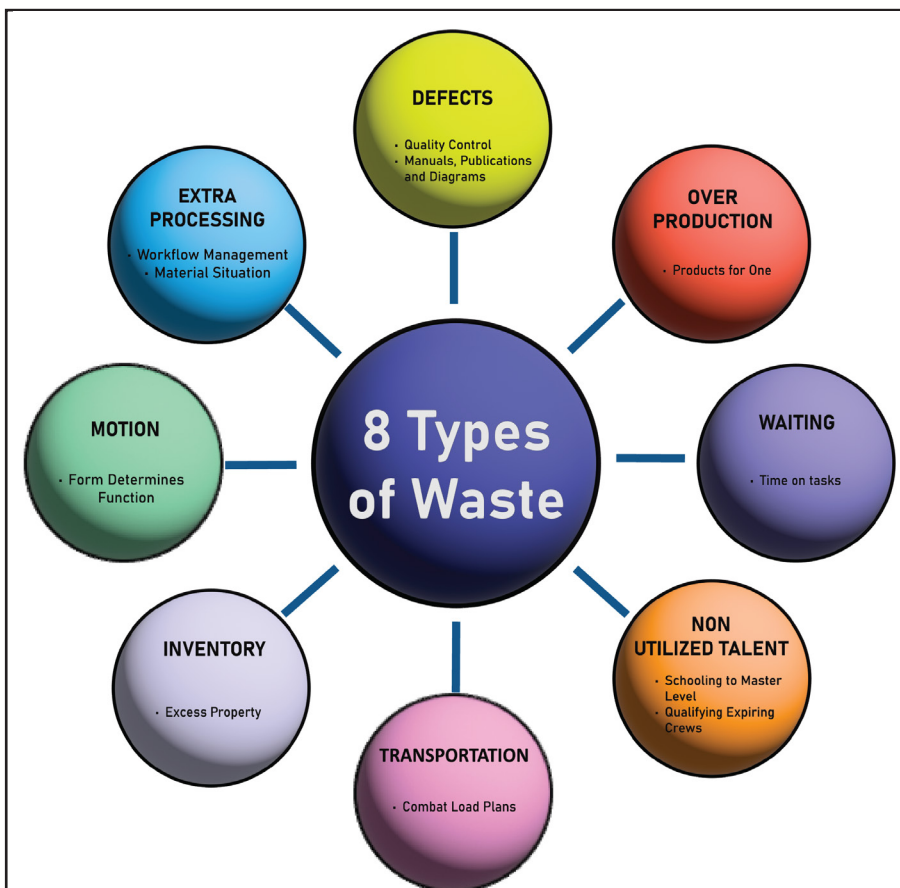 8 Types
of Waste
DEFECTS
· Quality Control
· Manuals, Publications
and Diagrams
OVER
PRODUCTION
· Products for One
WAITING
· Time on tasks
NON
UTILIZED TALENT
· Schooling to Master
Level
· Qualifying Expiring
Crews
TRANSPORTATION
· Combat Load Plans
INVENTORY
· Excess Property
MOTION
· Form Determines
Function
EXTRA
PROCESSING
· Workflow Management
· Material Situation